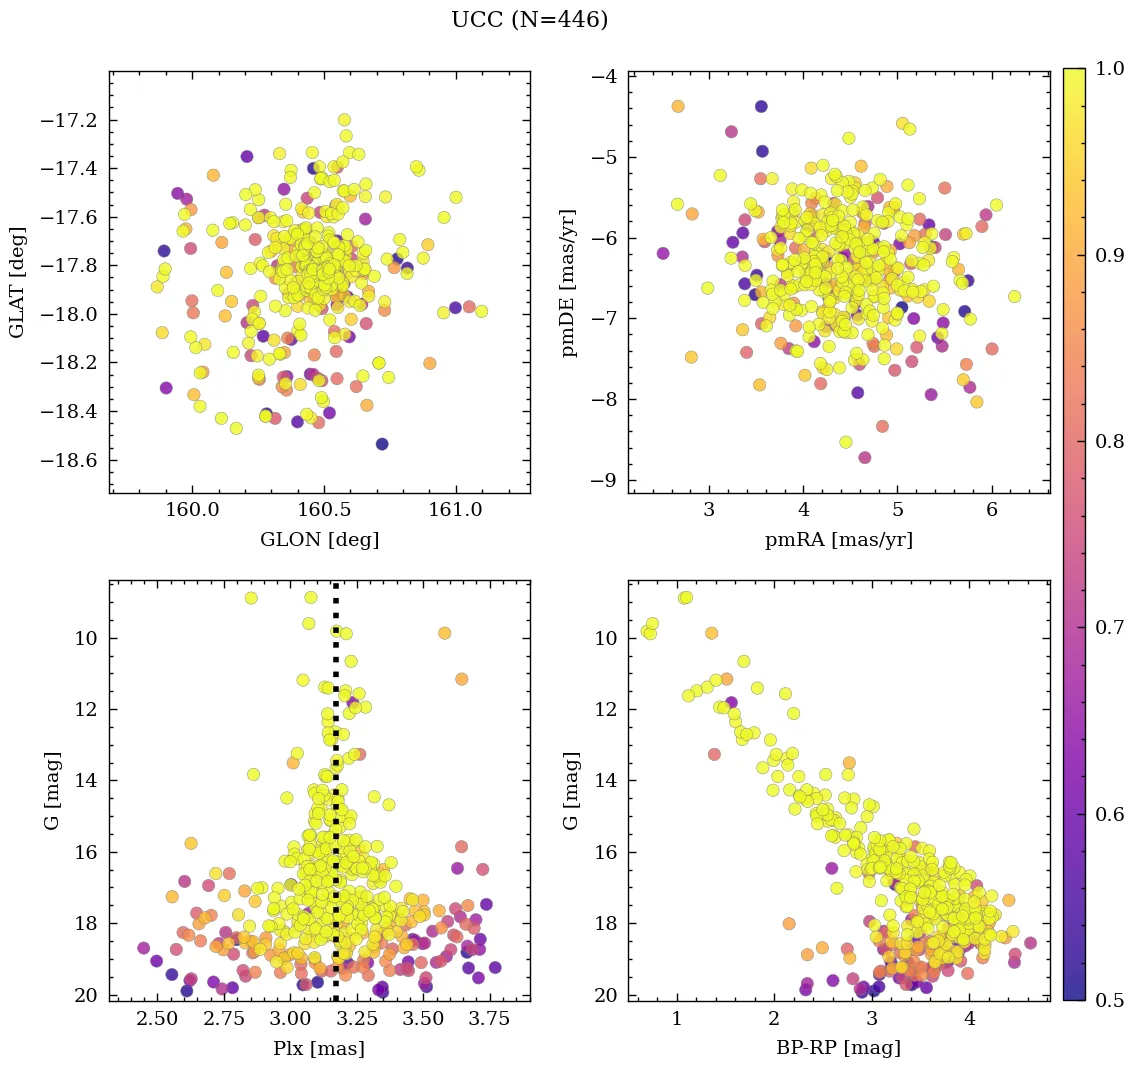 UCC (N=446)
−17.2
−17.4
−17.6
−17.8
−18.0
−18.2
−18.4
−18.6
GLAT [deg]
160.0 160.5 161.0
GLON [deg]
−4
−5
−6
−7
−8
−9
pmDE [mas/yr]
3 4 5 6
pmRA [mas/yr]
10
12
14
16
18
20
G [mag]
2.50 2.75 3.00 3.25 3.50 3.75
Plx [mas]
10
12
14
16
18
20
G [mag]
1 2 3 4
BP-RP [mag]
1.0
0.9
0.8
0.7
0.6
0.5